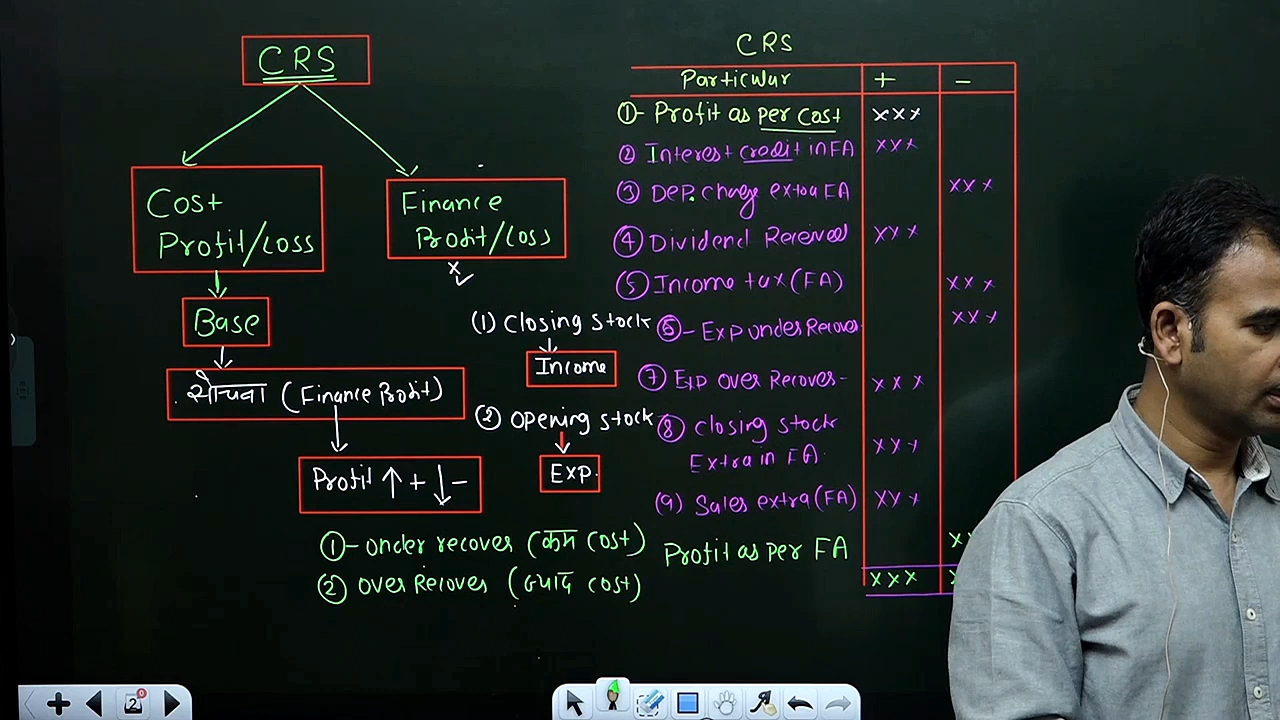 CRS
Cost
Profit/Loss
Finance
Profit/Loss
Base
सोचना (Finance Profit)
Profit ↑ + ↓ -
(1) Closing stock
Income
(2) Opening stock
Exp.
①- Under recover (कम cost)
② Over Recover (ज्यादा cost)
CRS
Particular + -
①- Profit as per cost xxx
② Interest credit in FA xxx
③ Dep. charge extra FA xxx
④ Dividend Received xxx
⑤ Income tax (FA) xxx
⑥- Exp under Recover xxx
⑦ Exp over Recover- xxx
⑧ Closing stock
Extra in FA. xxx
(9) Sales extra (FA) xxx
Profit as per FA
xxx
2
0